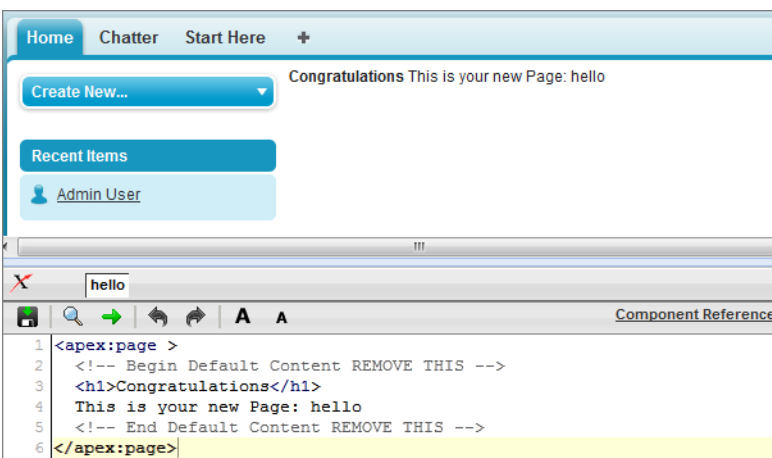 Home Chatter Start Here +
Create New...
Congratulations This is your new Page: hello
Recent Items
Admin User
hello
A A Component Reference
1 <apex:page >
2 <!-- Begin Default Content REMOVE THIS -->
3 <h1>Congratulations</h1>
4 This is your new Page: hello
5 <!-- End Default Content REMOVE THIS -->
6 </apex:page>